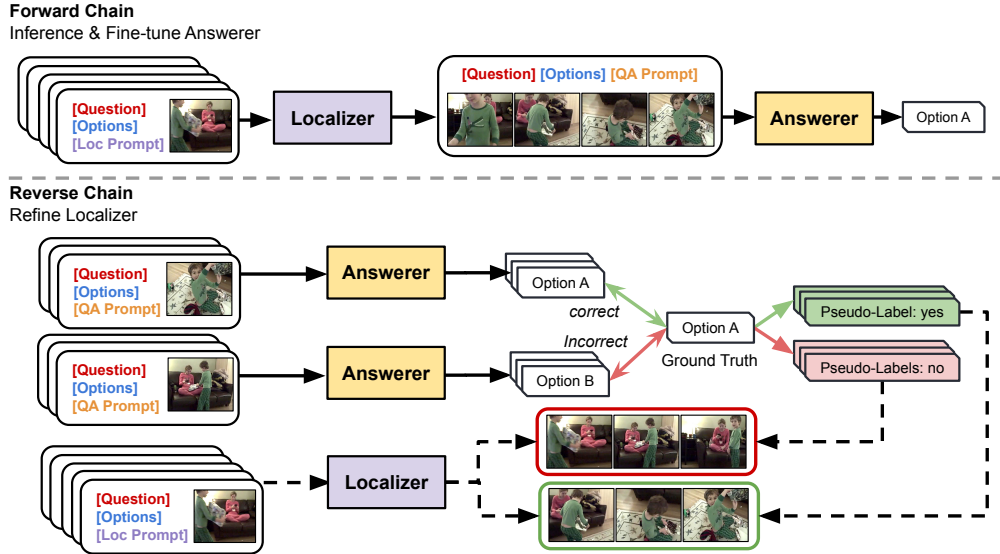 Forward Chain
Inference & Fine-tune Answerer
[Question]
[Options]
[Loc Prompt]
Localizer
[Question] [Options] [QA Prompt]
Answerer
Option A
Reverse Chain
Refine Localizer
[Question]
[Options]
[QA Prompt]
Answerer
Option A
correct
Incorrect
Option A
Ground Truth
Pseudo-Label: yes
Pseudo-Labels: no
[Question]
[Options]
[QA Prompt]
Answerer
Option B
[Question]
[Options]
[Loc Prompt]
Localizer